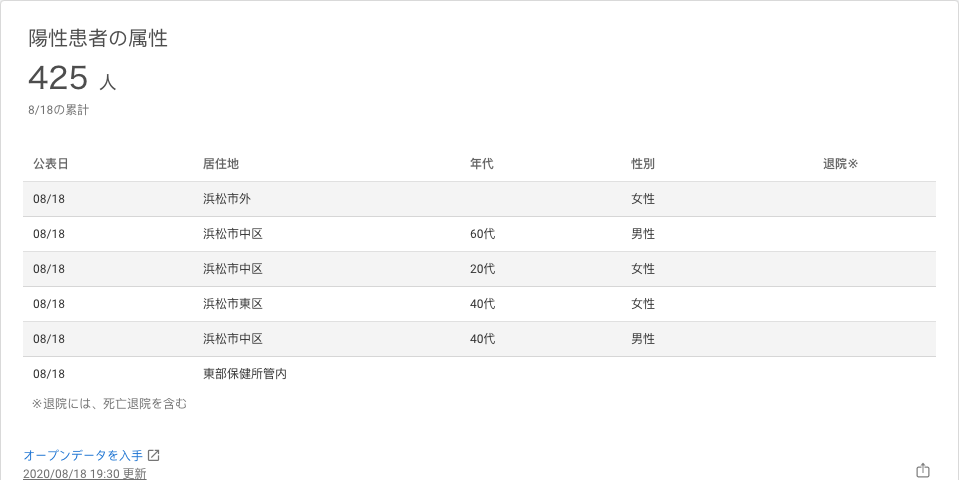 陽性患者の属性
425 人
8/18の累計
公表日 居住地 年代 性別 退院※
08/18 浜松市外 女性
08/18 浜松市中区 60代 男性
08/18 浜松市中区 20代 女性
08/18 浜松市東区 40代 女性
08/18 浜松市中区 40代 男性
08/18 東部保健所管内
※退院には、死亡退院を含む
オープンデータを入手
2020/08/18 19:30 更新